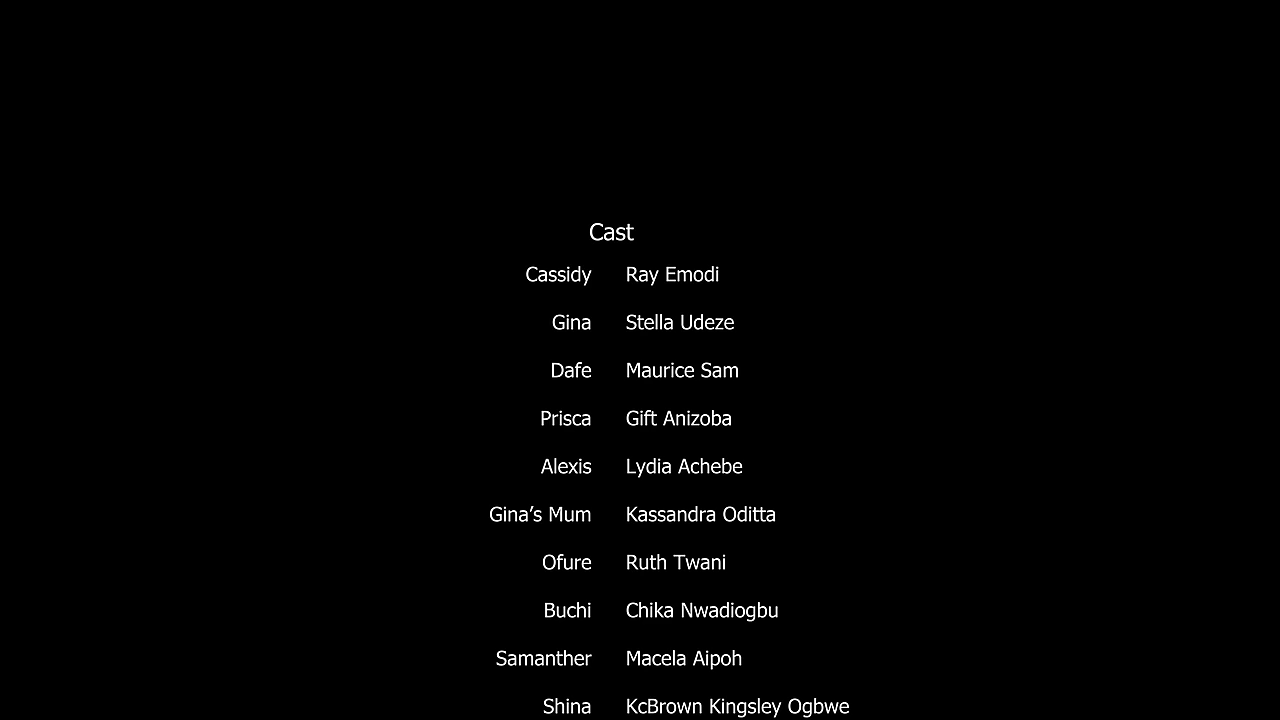 Cast
Cassidy Ray Emodi
Gina Stella Udeze
Dafe Maurice Sam
Prisca Gift Anizoba
Alexis Lydia Achebe
Gina’s Mum Kassandra Oditta
Ofure Ruth Twani
Buchi Chika Nwadiogbu
Samanther Macela Aipoh
Shina KcBrown Kingsley Ogbwe